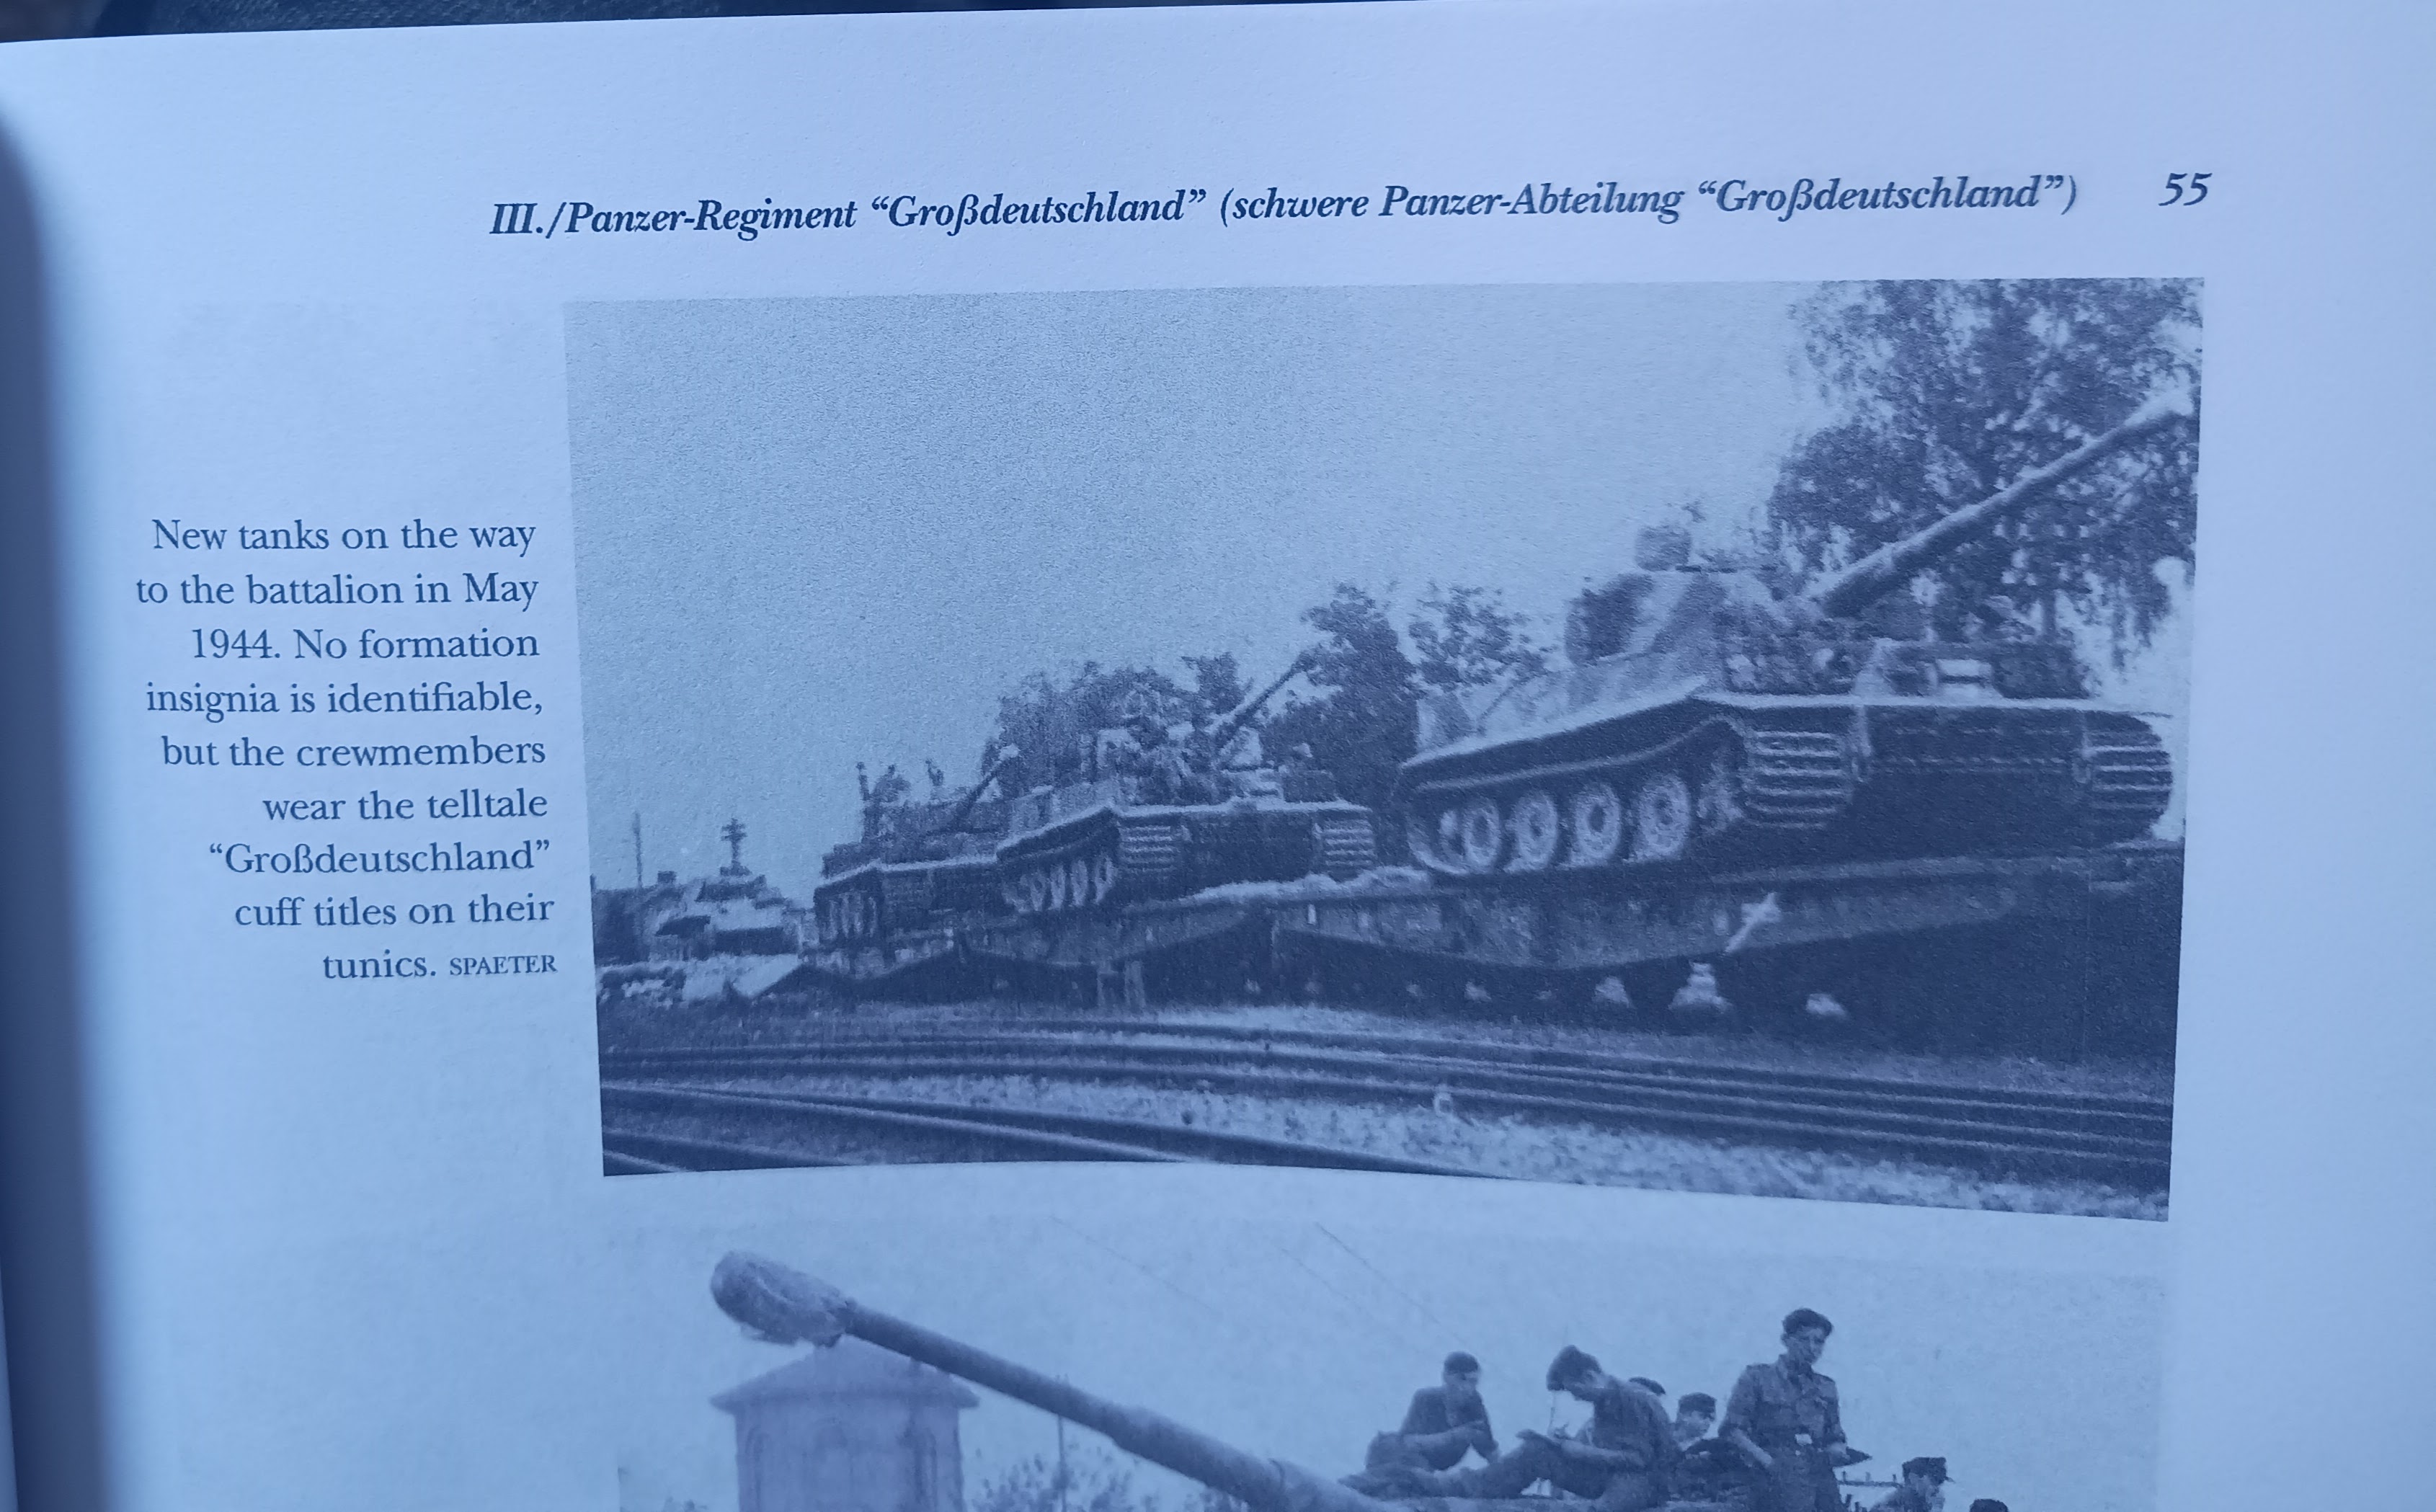 III./Panzer-Regiment “Großdeutschland” (schwere Panzer-Abteilung “Großdeutschland”) 55
New tanks on the way
to the battalion in May
1944. No formation
insignia is identifiable,
but the crewmembers
wear the telltale
“Großdeutschland”
cuff titles on their
tunics. SPAETER